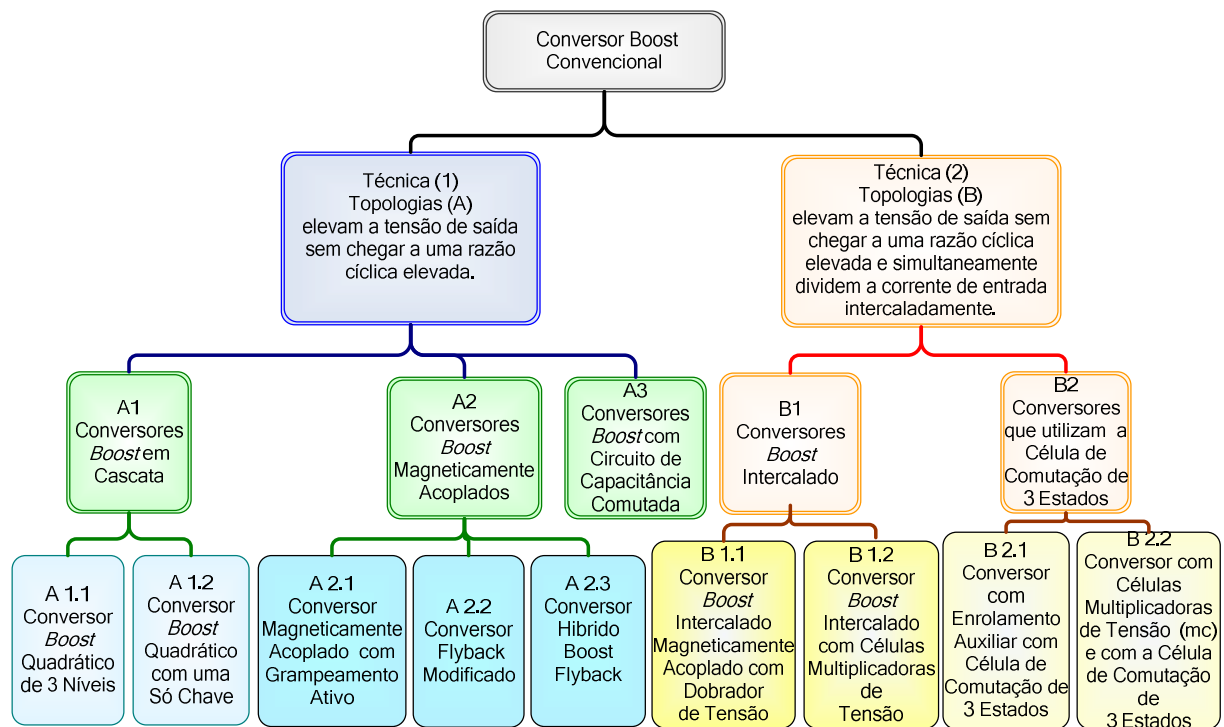 Conversor Boost
Convencional
Técnica (1)
Topologias (A)
elevam a tensão de saída
sem chegar a uma razão
cíclica elevada.
Técnica (2)
Topologias (B)
elevam a tensão de saída sem
chegar a uma razão cíclica
elevada e simultaneamente
dividem a corrente de entrada
intercaladamente.
A1
Conversores
Boost em
Cascata
A2
Conversores
Boost
Magneticamente
Acoplados
A3
Conversores
Boost com
Circuito de
Capacitância
Comutada
B1
Conversores
Boost
Intercalado
B2
Conversores
que utilizam a
Célula de
Comutação de
3 Estados
A 1.1
Conversor
Boost
Quadrático
de 3 Níveis
A 1.2
Conversor
Boost
Quadrático
com uma
Só Chave
A 2.1
Conversor
Magneticamente
Acoplado com
Grampeamento
Ativo
A 2.2
Conversor
Flyback
Modificado
A 2.3
Conversor
Hibrido
Boost
Flyback
B 1.1
Conversor
Boost
Intercalado
Magneticamente
Acoplado com
Dobrador
de Tensão
B 1.2
Conversor
Boost
Intercalado
com Células
Multiplicadoras
de
Tensão
B 2.1
Conversor
com
Enrolamento
Auxiliar com
Célula de
Comutação de
3 Estados
B 2.2
Conversor com
Células
Multiplicadoras
de Tensão (mc)
e com a Célula
de Comutação
de
3 Estados